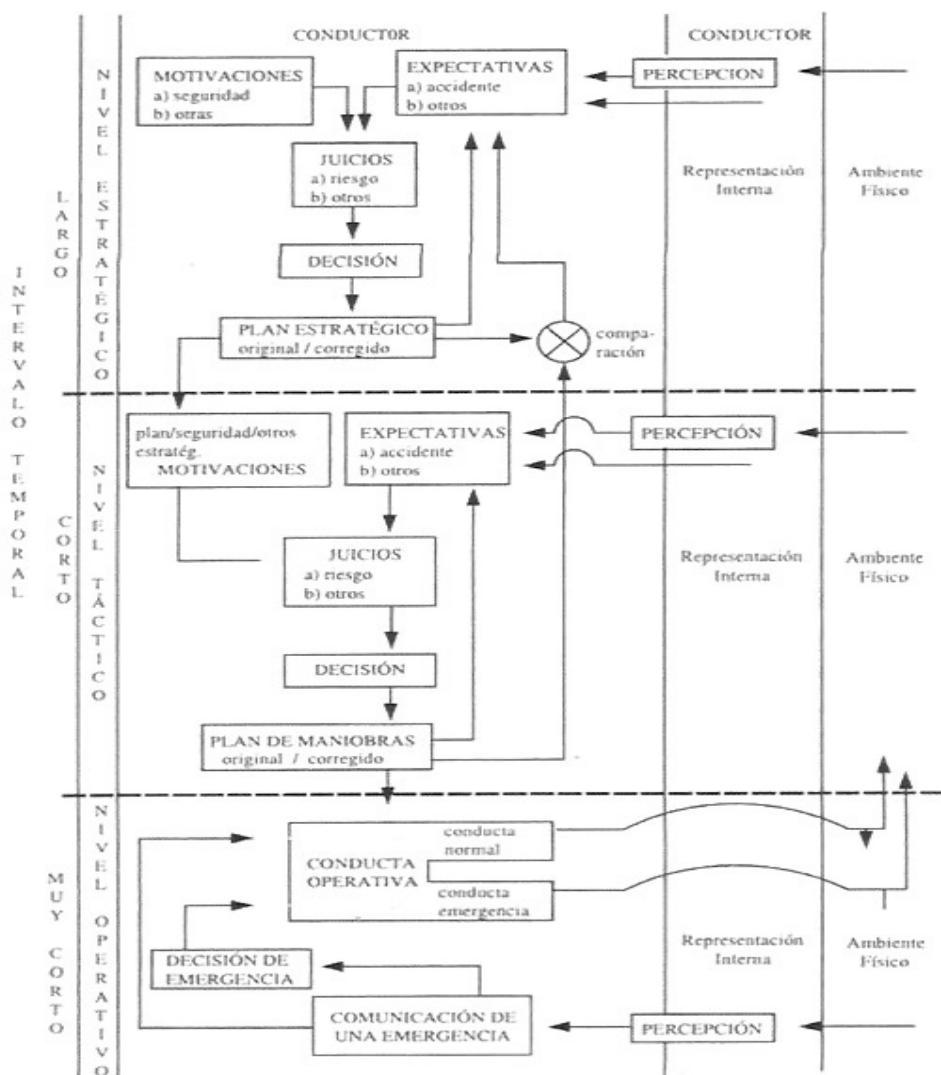 CONDUCTOR
CONDUCTOR
MOTIVACIONES
a) seguridad
b) otras
EXPECTATIVAS
a) accidente
b) otros
PERCEPCION
JUICIOS
a) riesgo
b) otros
Representación
Interna
Ambiente
Físico
DECISIÓN
PLAN ESTRATÉGICO
original / corregido
compa-
ración
INTERVALO TEMPORAL
LARGO
NIVEL ESTRATÉGICO
plan/seguridad/otros
estratég.
MOTIVACIONES
EXPECTATIVAS
a) accidente
b) otros
PERCEPCIÓN
JUICIOS
a) riesgo
b) otros
Representación
Interna
Ambiente
Físico
DECISIÓN
PLAN DE MANIOBRAS
original / corregido
CORTO
NIVEL TÁCTICO
conducta
normal
CONDUCTA
OPERATIVA
conducta
emergencia
DECISIÓN DE
EMERGENCIA
Representación
Interna
Ambiente
Físico
COMUNICACIÓN DE
UNA EMERGENCIA
PERCEPCIÓN
MUY CORTO
NIVEL OPERATIVO